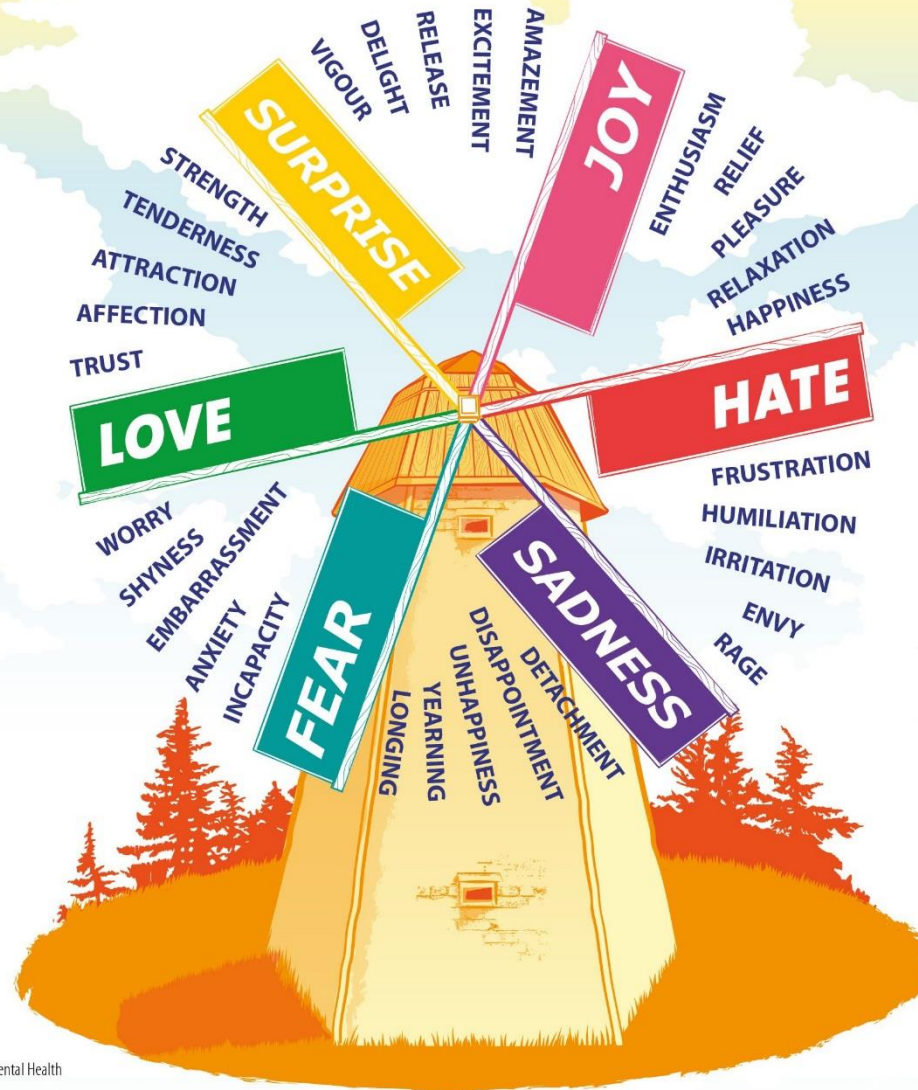 SURPRISE
VIGOUR
DELIGHT
RELEASE
EXCITEMENT
AMAZEMENT
JOY
ENTHUSIASM
RELIEF
PLEASURE
RELAXATION
HAPPINESS
HATE
FRUSTRATION
HUMILIATION
IRRITATION
ENVY
RAGE
SADNESS
DETACHMENT
DISAPPOINTMENT
UNHAPPINESS
YEARNING
LONGING
FEAR
INCAPACITY
ANXIETY
EMBARRASSMENT
SHYNESS
WORRY
LOVE
TRUST
AFFECTION
ATTRACTION
TENDERNESS
STRENGTH
Health